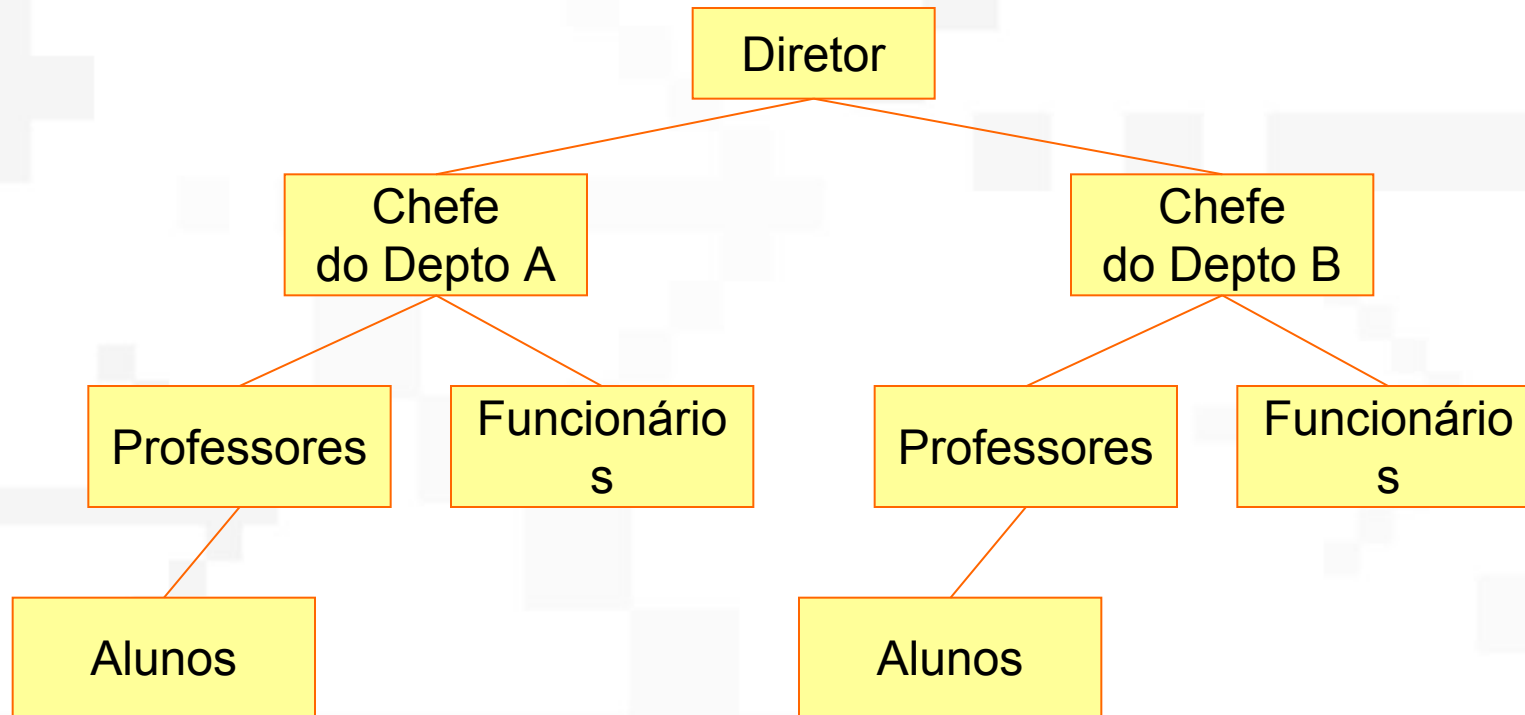 Diretor
Chefe
do Depto A
Chefe
do Depto B
Professores
Funcionário
s
Professores
Funcionário
s
Alunos
Alunos